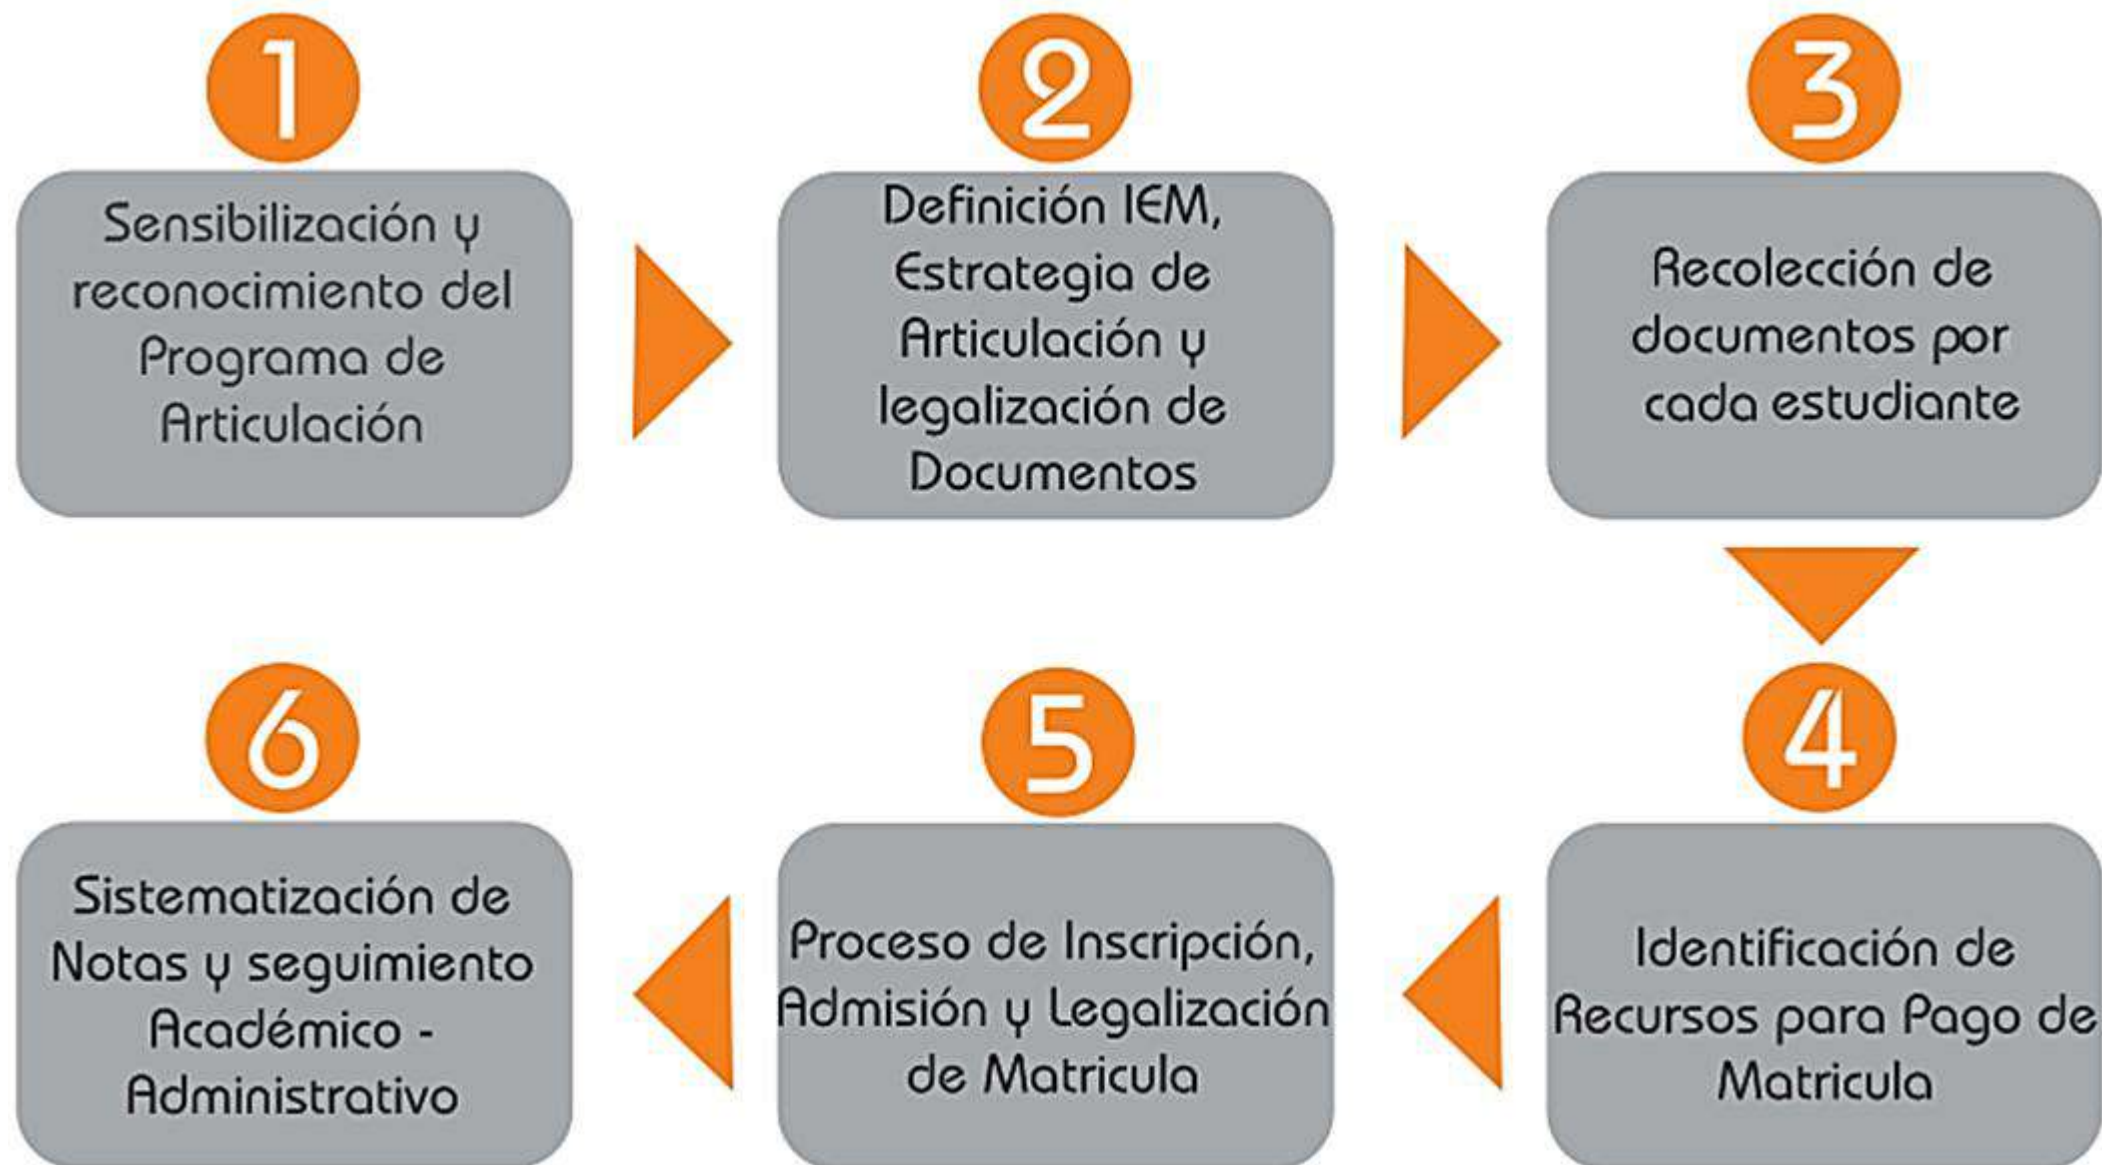 1
Sensibilización y
reconocimiento del
Programa de
Articulación
2
Definición IEM,
Estrategia de
Articulación y
legalización de
Documentos
3
Recolección de
documentos por
cada estudiante
4
Identificación de
Recursos para Pago de
Matricula
5
Proceso de Inscripción,
Admisión y Legalización
de Matricula
6
Sistematización de
Notas y seguimiento
Académico -
Administrativo